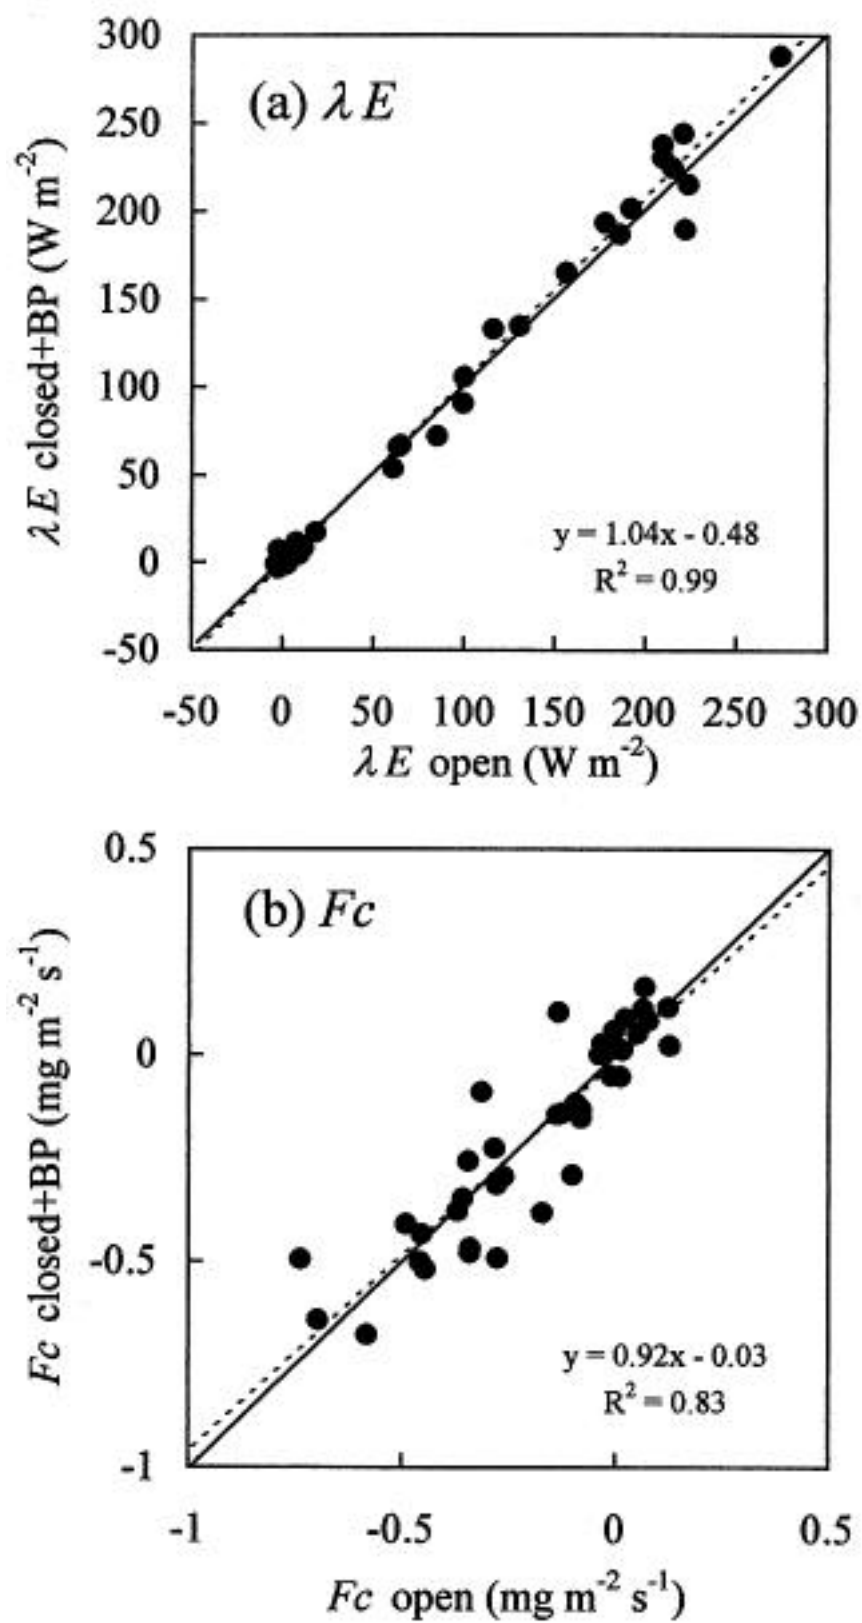 (a) λE
300
250
200
150
100
50
0
-50
λE closed+BP (W m⁻²)
y = 1.04x - 0.48
R² = 0.99
-50 0 50 100 150 200 250 300
λE open (W m⁻²)
(b) Fc
0.5
0
-0.5
-1
Fc closed+BP (mg m⁻² s⁻¹)
y = 0.92x - 0.03
R² = 0.83
-1 -0.5 0 0.5
Fc open (mg m⁻² s⁻¹)